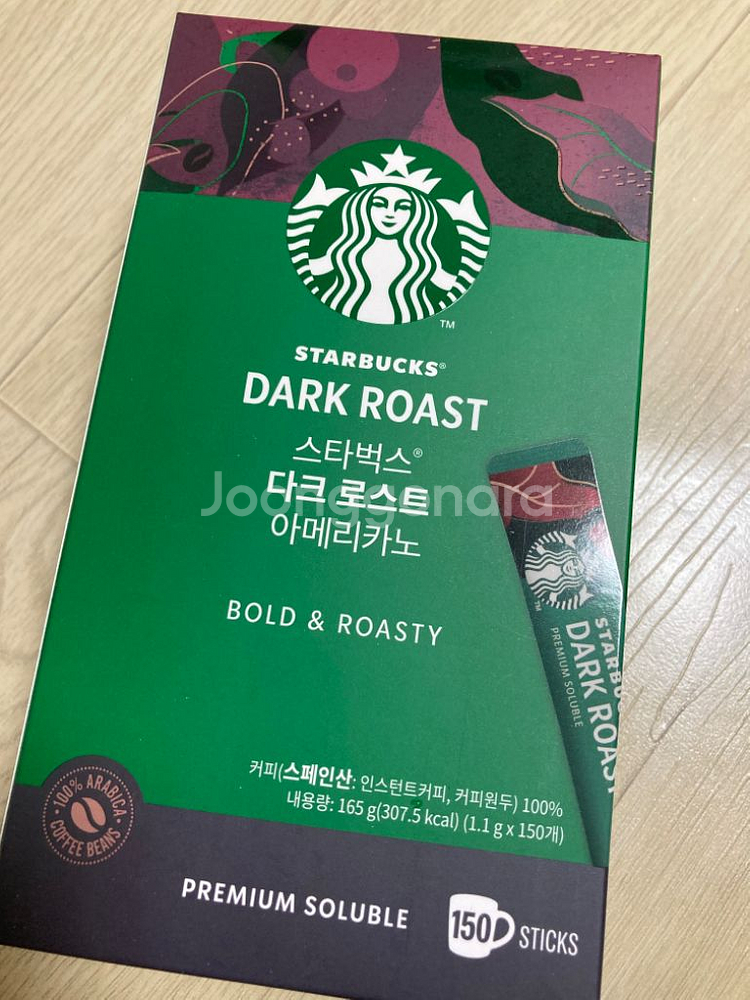 TM
STARBUCKS®
DARK ROAST
스타벅스®
다크 로스트
아메리카노
Joonggonara
BOLD & ROASTY
TM
STARBU
DARK ROAST
PREMIUM SOLUBLE
커피(스페인산: 인스턴트커피, 커피원두) 100%
내용량: 165 g(307.5 kcal) (1.1 g x 150개)
100% ARABICA
COFFEE BEANS
PREMIUM SOLUBLE
150 STICKS